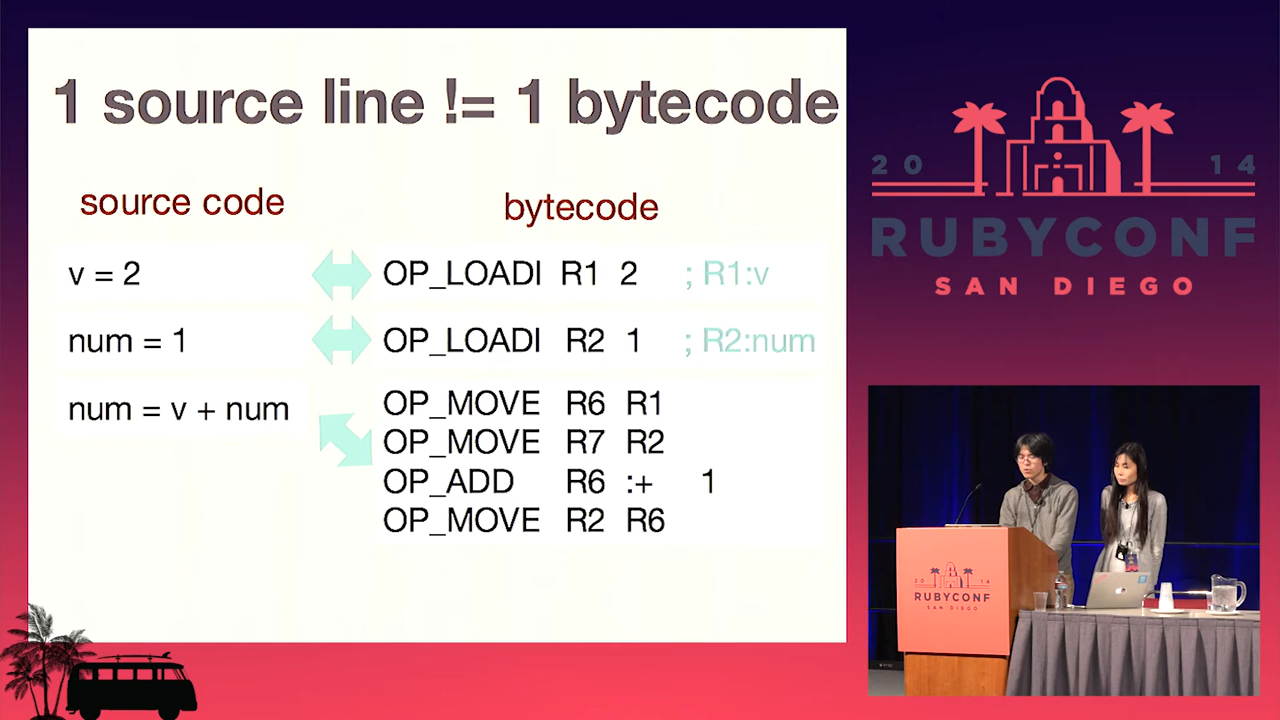 1 source line != 1 bytecode
source code
bytecode
v = 2
OP_LOADI R1 2 ; R1:v
num = 1
OP_LOADI R2 1 ; R2:num
num = v + num
OP_MOVE R6 R1
OP_MOVE R7 R2
OP_ADD R6 :+ 1
OP_MOVE R2 R6
20 14
RUBYCONF
SAN DIEGO
20 14
RUBYCONF
SAN DIEGO